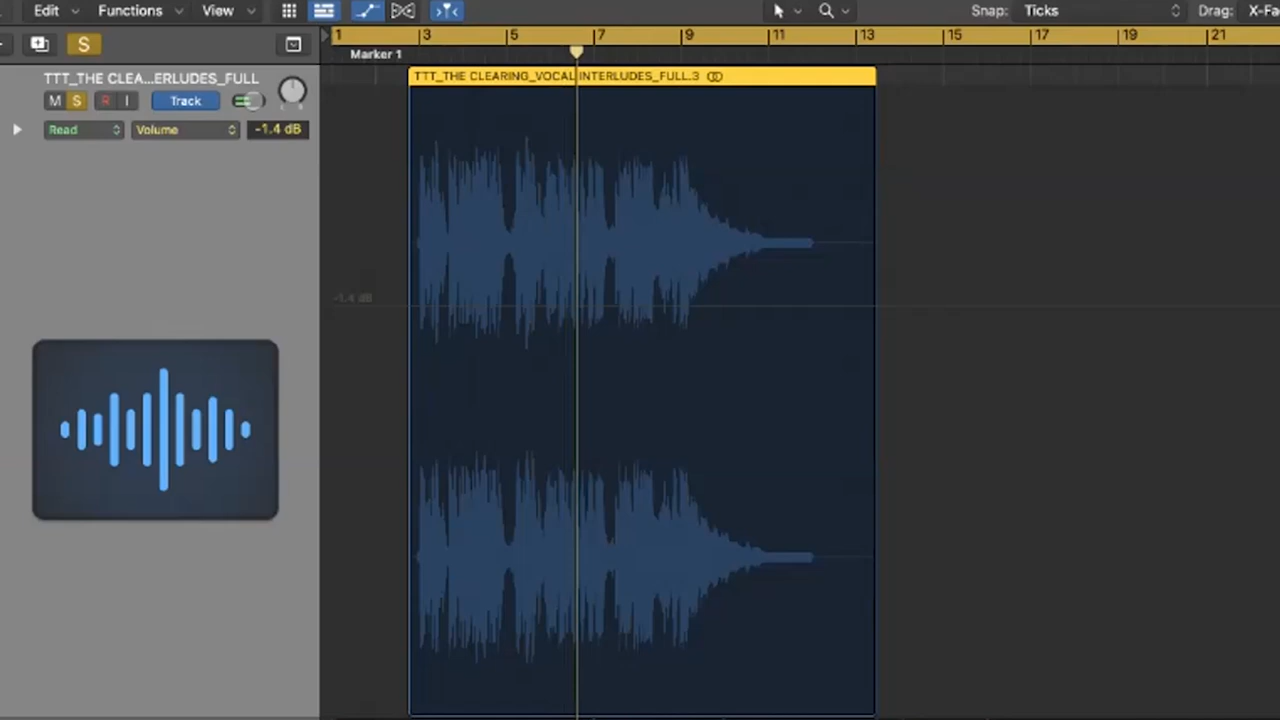 Edit Functions View Snap: Ticks Drag: X-Fa
S 1 3 5 7 9 11 13 15 17 19 21
Marker 1
TTT_THE CLEA...ERLUDES_FULL TTT_THE CLEARING_VOCAL INTERLUDES_FULL.3
M S R I Track L R
Read Volume -1.4 dB
-1.4 dB